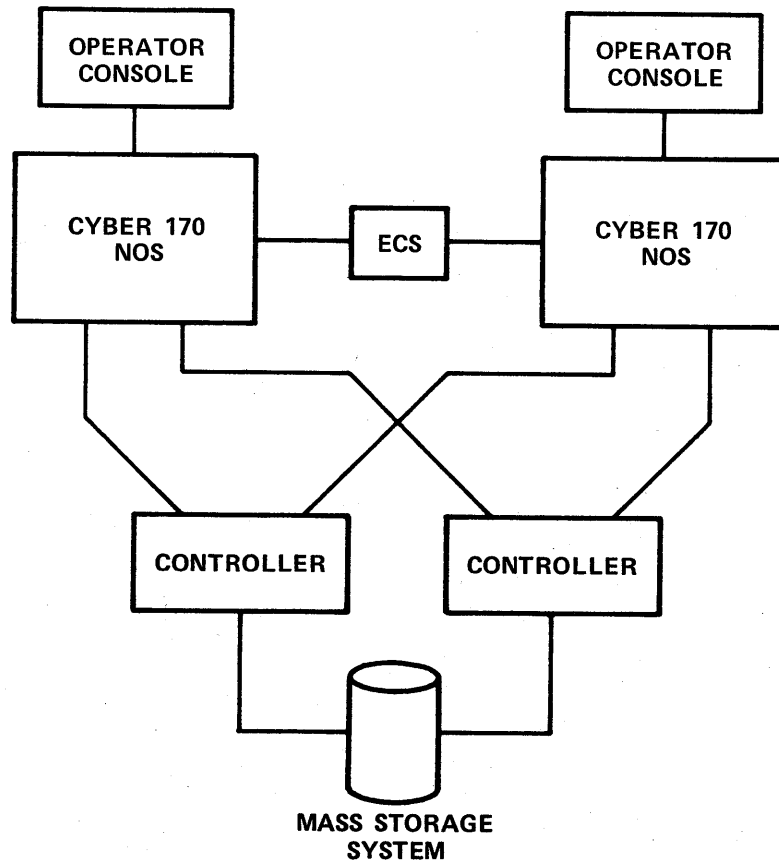 OPERATOR
CONSOLE
OPERATOR
CONSOLE
CYBER 170
NOS
ECS
CYBER 170
NOS
CONTROLLER
CONTROLLER
MASS STORAGE
SYSTEM